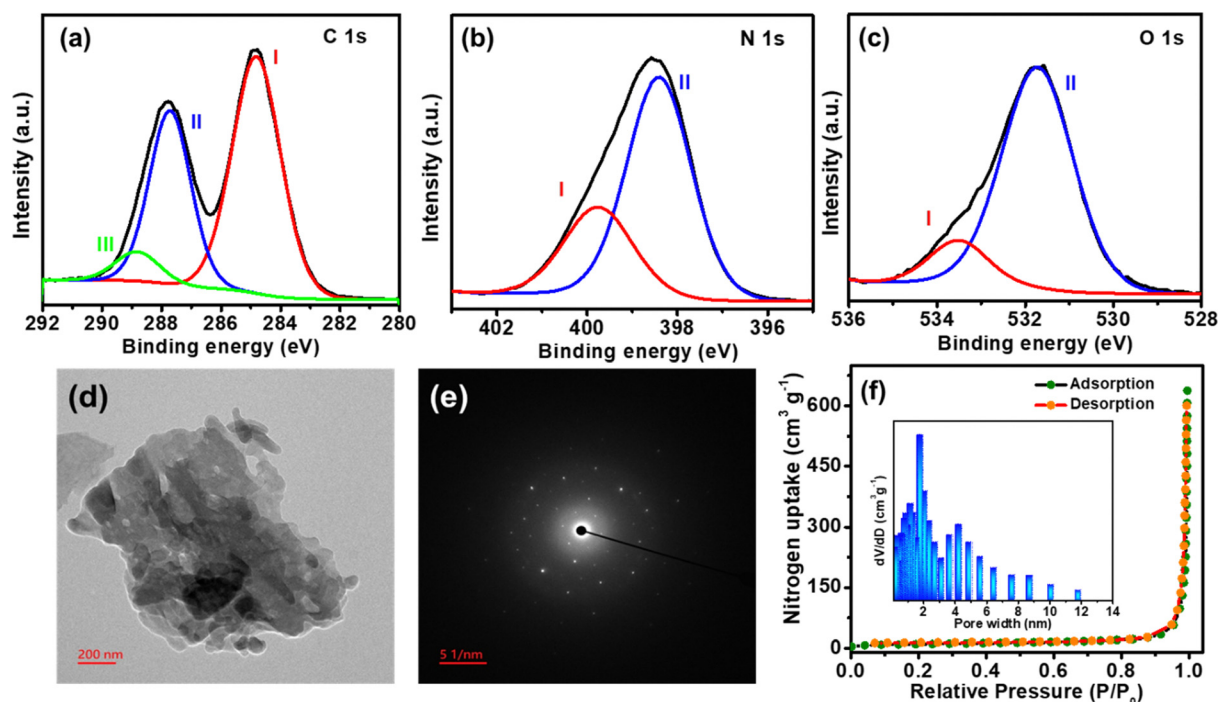 (a)
C 1s
I
II
III
Intensity (a.u.)
292 290 288 286 284 282 280
Binding energy (eV)
(b)
N 1s
I
II
Intensity (a.u.)
402 400 398 396
Binding energy (eV)
(c)
O 1s
I
II
Intensity (a.u.)
536 534 532 530 528
Binding energy (eV)
(d)
200 nm
(e)
5 1/nm
(f)
Adsorption
Desorption
Nitrogen uptake (cm³ g⁻¹)
600
450
300
150
0
0.0 0.2 0.4 0.6 0.8 1.0
Relative Pressure (P/P₀)
dV/dD (cm³g⁻¹)
2 4 6 8 10 12 14
Pore width (nm)